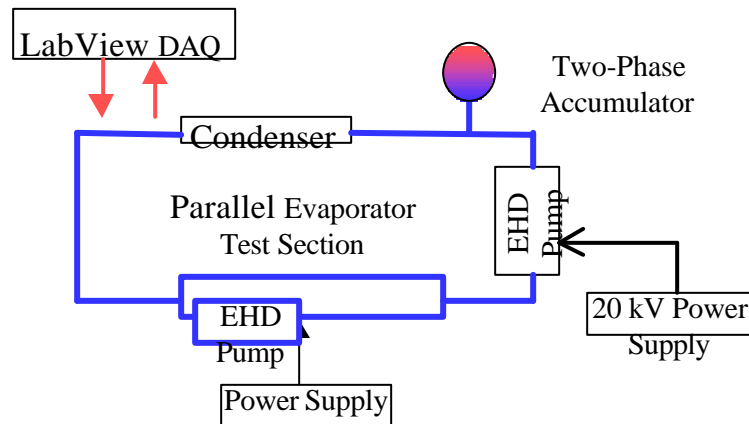 LabView DAQ
Two-Phase
Accumulator
Condenser
EHD
Pump
Parallel Evaporator
Test Section
20 kV Power
Supply
EHD
Pump
Power Supply